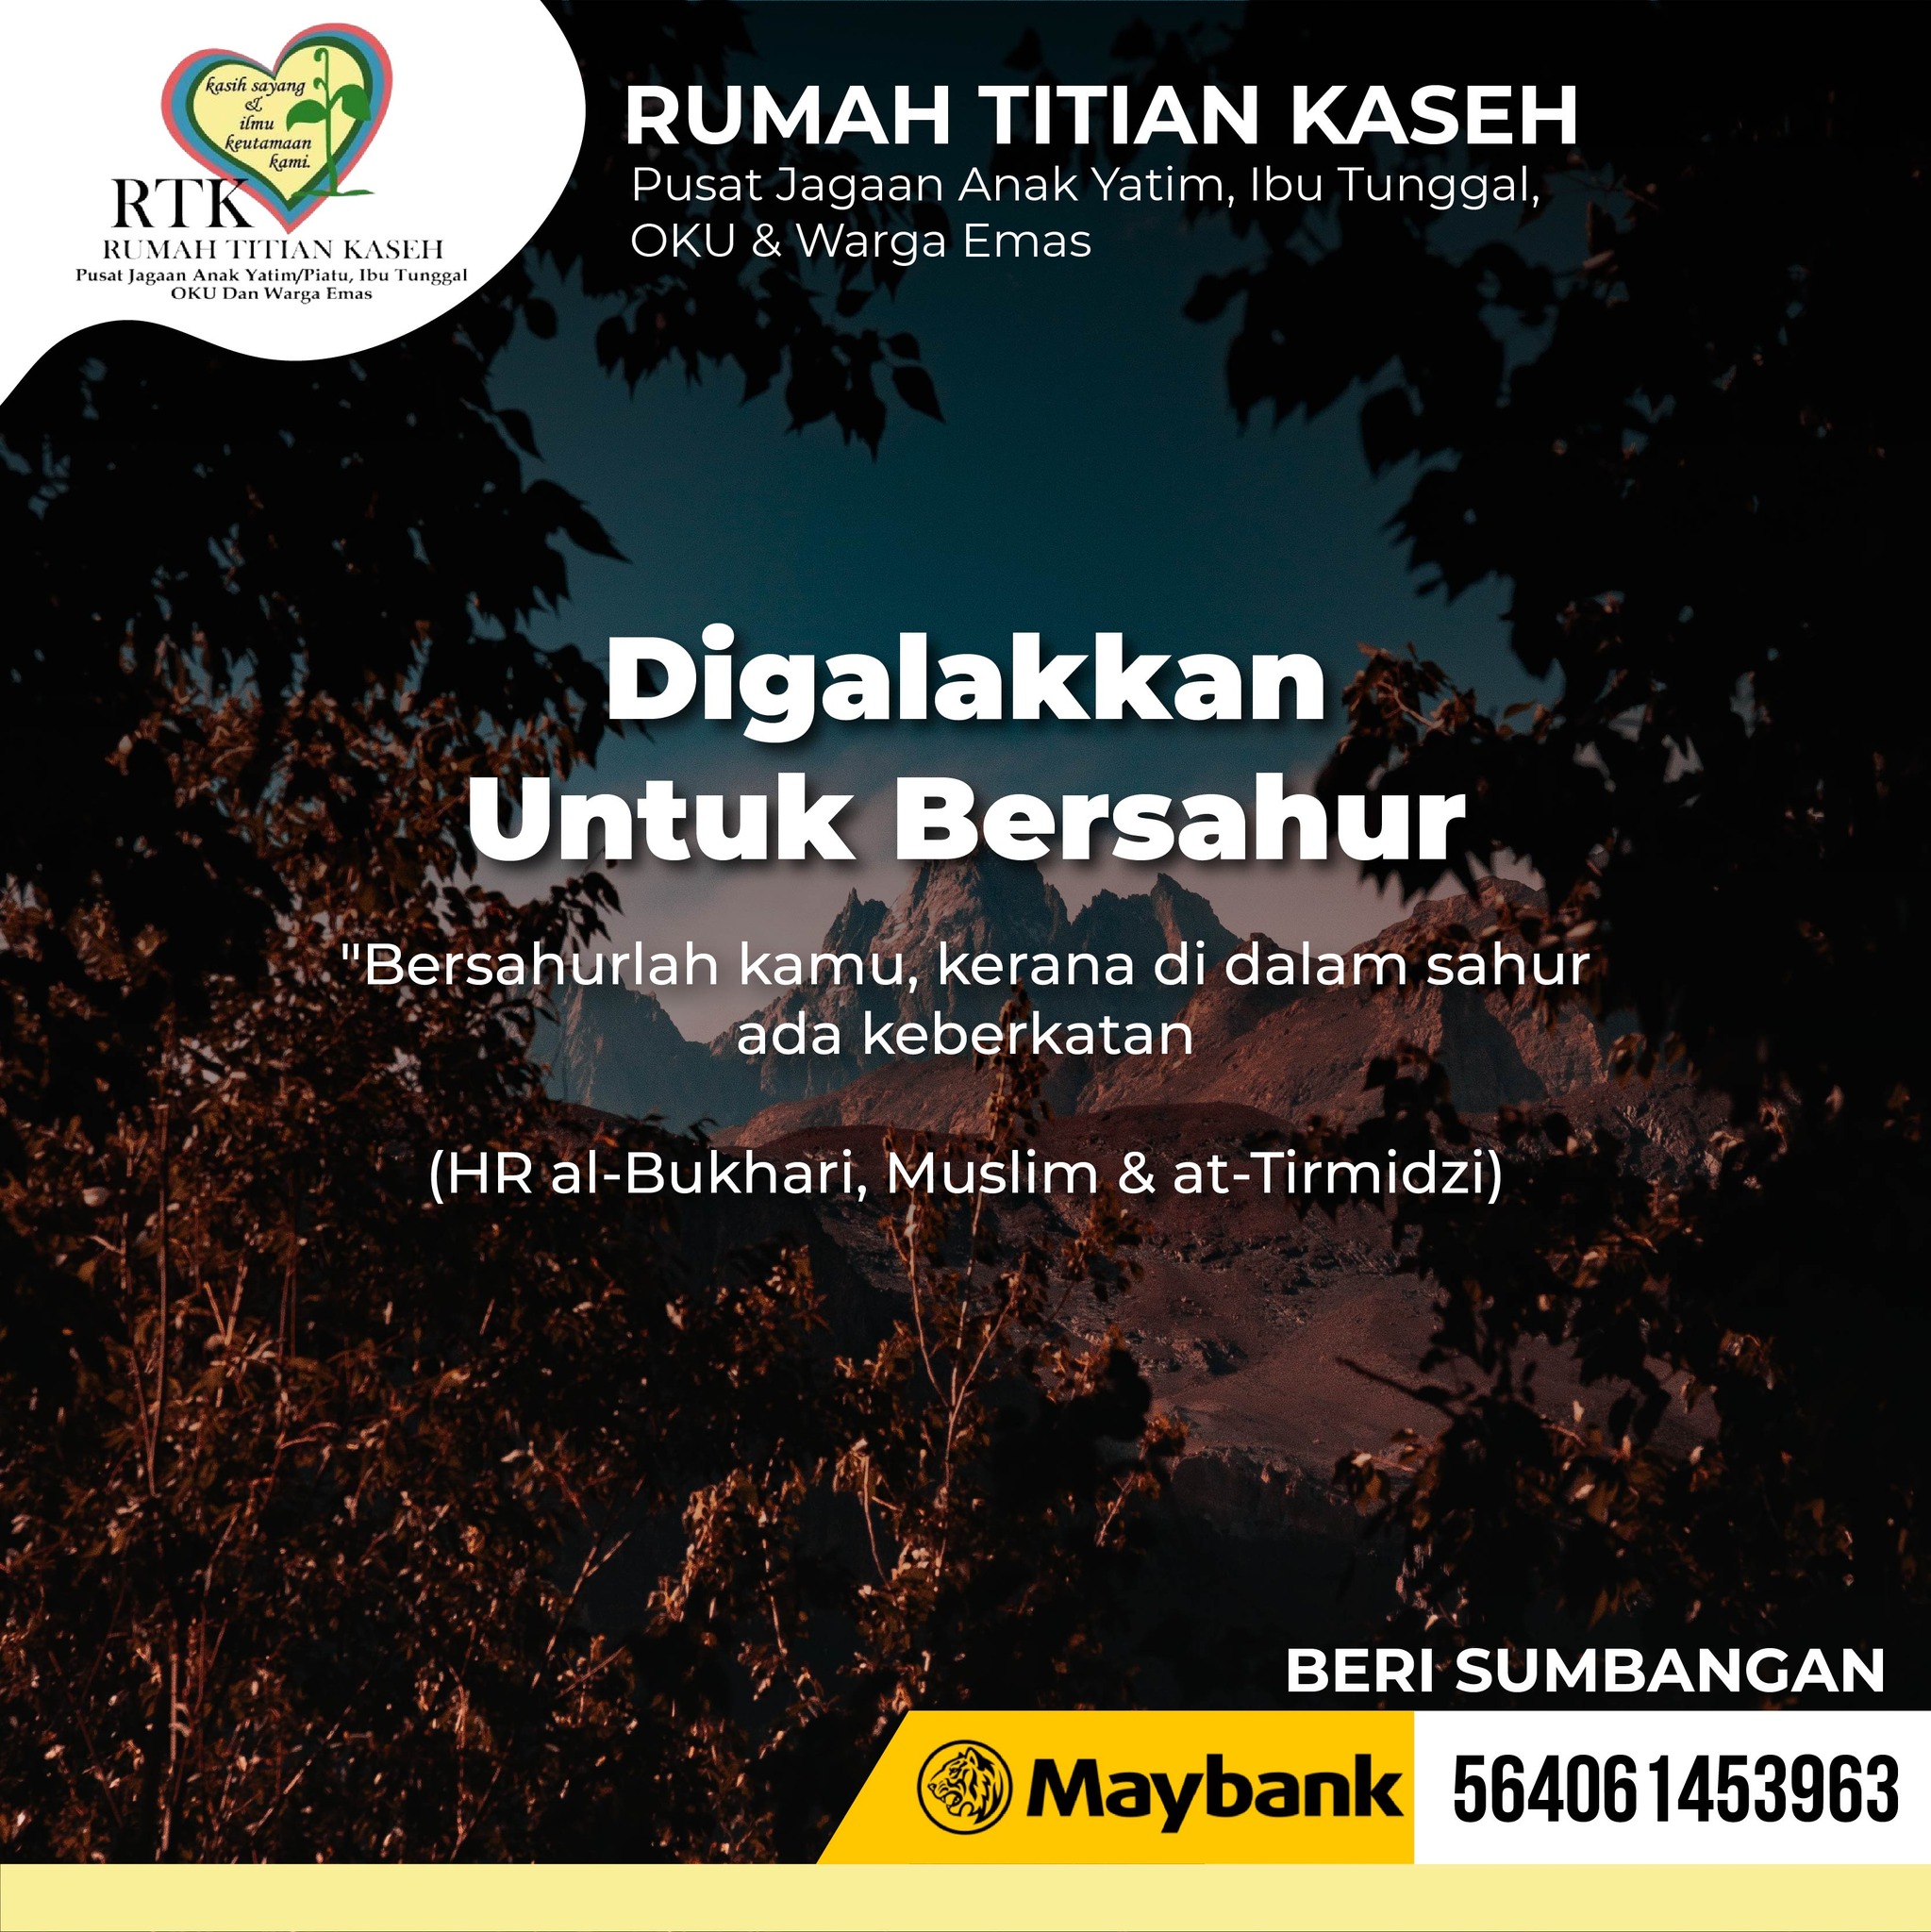 kasih sayang
&
ilmu
keutamaan
kami.
RTK
RUMAH TITIAN KASEH
Pusat Jagaan Anak Yatim/Piatu, Ibu Tunggal
OKU Dan Warga Emas
RUMAH TITIAN KASEH
Pusat Jagaan Anak Yatim, Ibu Tunggal,
OKU & Warga Emas
Digalakkan
Untuk Bersahur
"Bersahurlah kamu, kerana di dalam sahur
ada keberkatan
(HR al-Bukhari, Muslim & at-Tirmidzi)
BERI SUMBANGAN
Maybank 564061453963